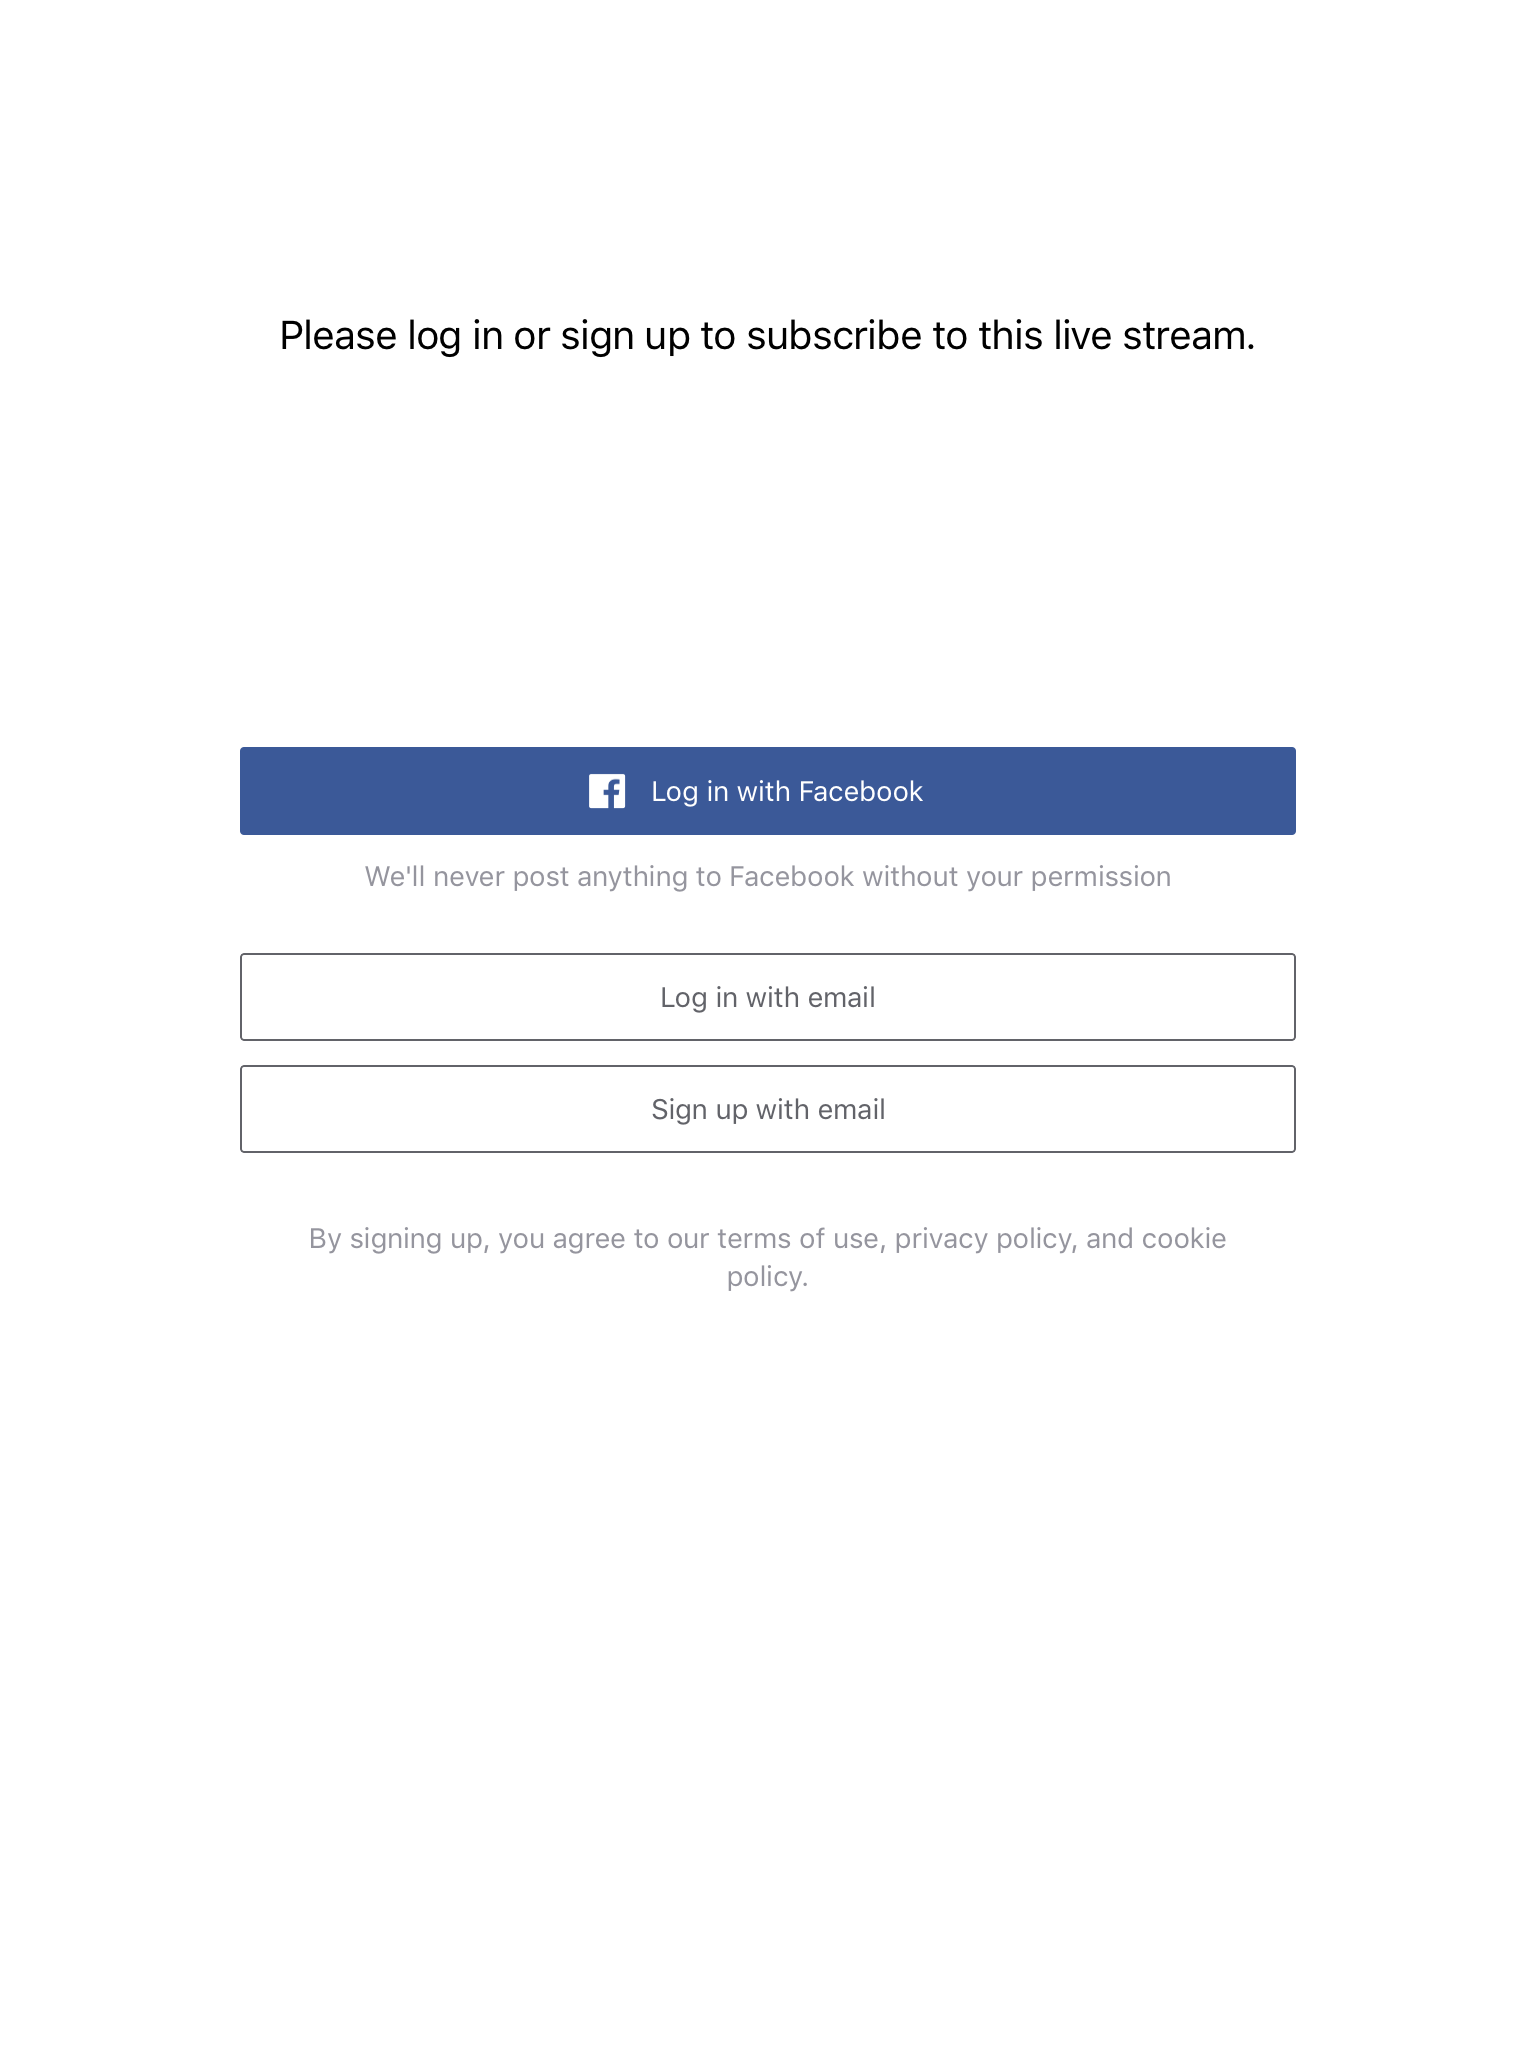 Please log in or sign up to subscribe to this live stream.
Log in with Facebook
We'll never post anything to Facebook without your permission
Log in with email
Sign up with email
By signing up, you agree to our terms of use, privacy policy, and cookie
policy.